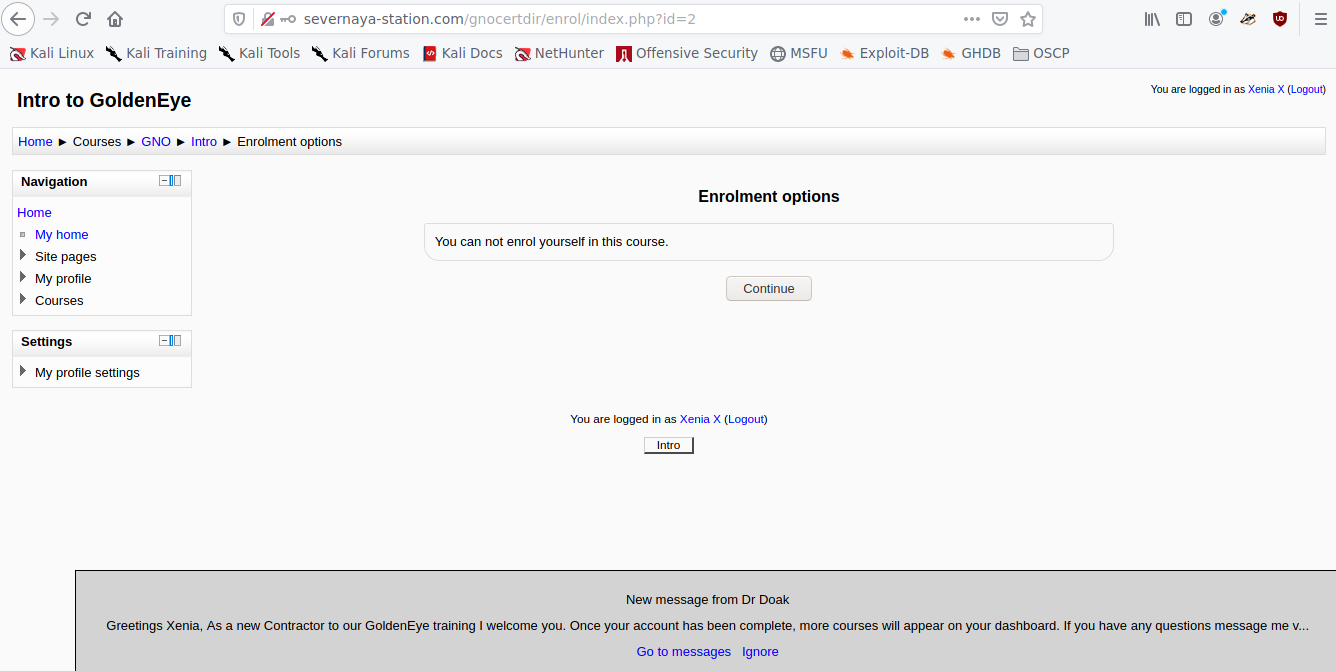 severnaya-station.com/gnocertdir/enrol/index.php?id=2
Kali Linux Kali Training Kali Tools Kali Forums Kali Docs NetHunter Offensive Security MSFU Exploit-DB GHDB OSCP
Intro to GoldenEye
You are logged in as Xenia X (Logout)
Home ► Courses ► GNO ► Intro ► Enrolment options
Navigation
Home
My home
Site pages
My profile
Courses
Settings
My profile settings
Enrolment options
You can not enrol yourself in this course.
Continue
You are logged in as Xenia X (Logout)
Intro
New message from Dr Doak
Greetings Xenia, As a new Contractor to our GoldenEye training I welcome you. Once your account has been complete, more courses will appear on your dashboard. If you have any questions message me v...
Go to messages Ignore